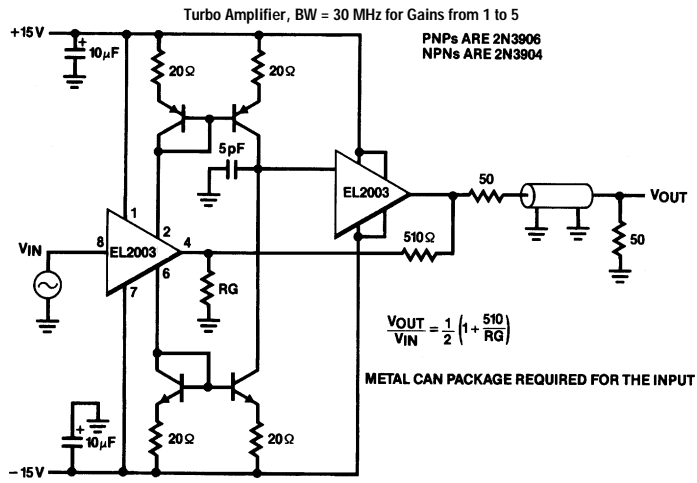 Turbo Amplifier, BW = 30 MHz for Gains from 1 to 5
+15V
+
10μF
20Ω
20Ω
PNPs ARE 2N3906
NPNs ARE 2N3904
5pF
EL2003
50
VOUT
50
1
2
VIN
8
EL2003
4
6
7
510Ω
RG
VOUT/VIN = 1/2 (1 + 510/RG)
METAL CAN PACKAGE REQUIRED FOR THE INPUT
+
10μF
20Ω
20Ω
−15V